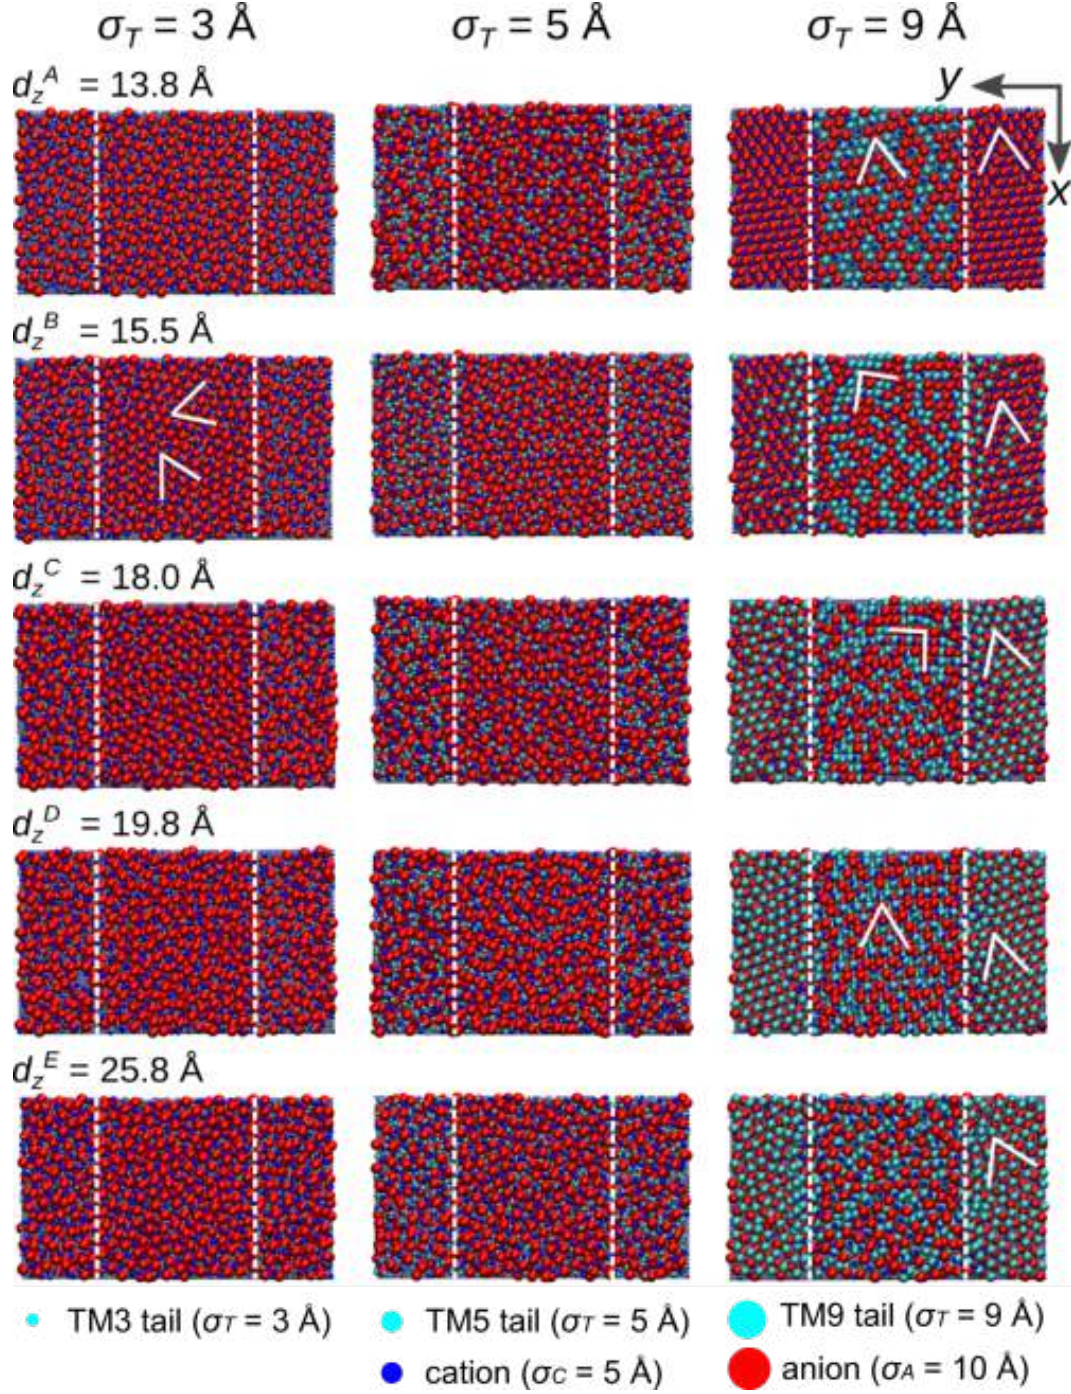 σT = 3 Å σT = 5 Å σT = 9 Å
dzA = 13.8 Å
y
x
dzB = 15.5 Å
dzC = 18.0 Å
dzD = 19.8 Å
dzE = 25.8 Å
TM3 tail (σT = 3 Å) TM5 tail (σT = 5 Å) TM9 tail (σT = 9 Å)
cation (σC = 5 Å) anion (σA = 10 Å)